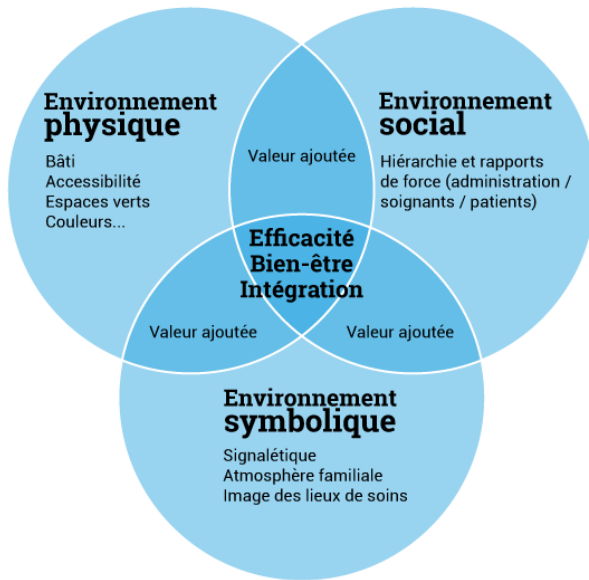 Environnement
physique
Bâti
Accessibilité
Espaces verts
Couleurs...
Environnement
social
Hiérarchie et rapports
de force (administration /
soignants / patients)
Valeur ajoutée
Efficacité
Bien-être
Intégration
Valeur ajoutée
Valeur ajoutée
Environnement
symbolique
Signalétique
Atmosphère familiale
Image des lieux de soins